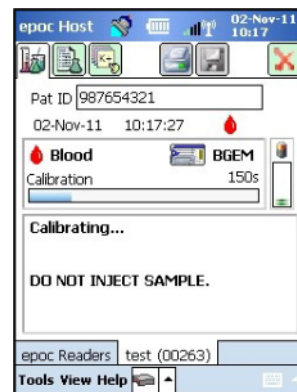 epoc Host 02-Nov-11 10:17
Pat ID 987654321
02-Nov-11 10:17:27
Blood BGEM
Calibration 150s
Calibrating...
DO NOT INJECT SAMPLE.
epoc Readers test (00263)
Tools View Help